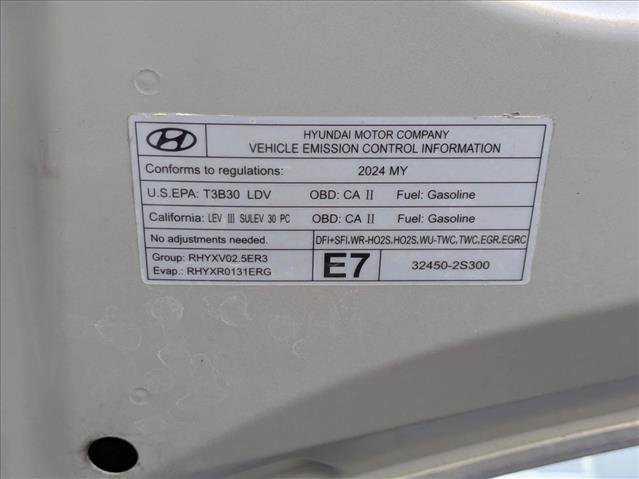 HYUNDAI MOTOR COMPANY
VEHICLE EMISSION CONTROL INFORMATION
Conforms to regulations: 2024 MY
U.S.EPA: T3B30 LDV OBD: CA II Fuel: Gasoline
California: LEV III SULEV 30 PC OBD: CA II Fuel: Gasoline
No adjustments needed. DFI+SFI,WR-HO2S,HO2S,WU-TWC,TWC,EGR,EGRC
Group: RHYXV02.5ER3
Evap.: RHYXR0131ERG
E7 32450-2S300